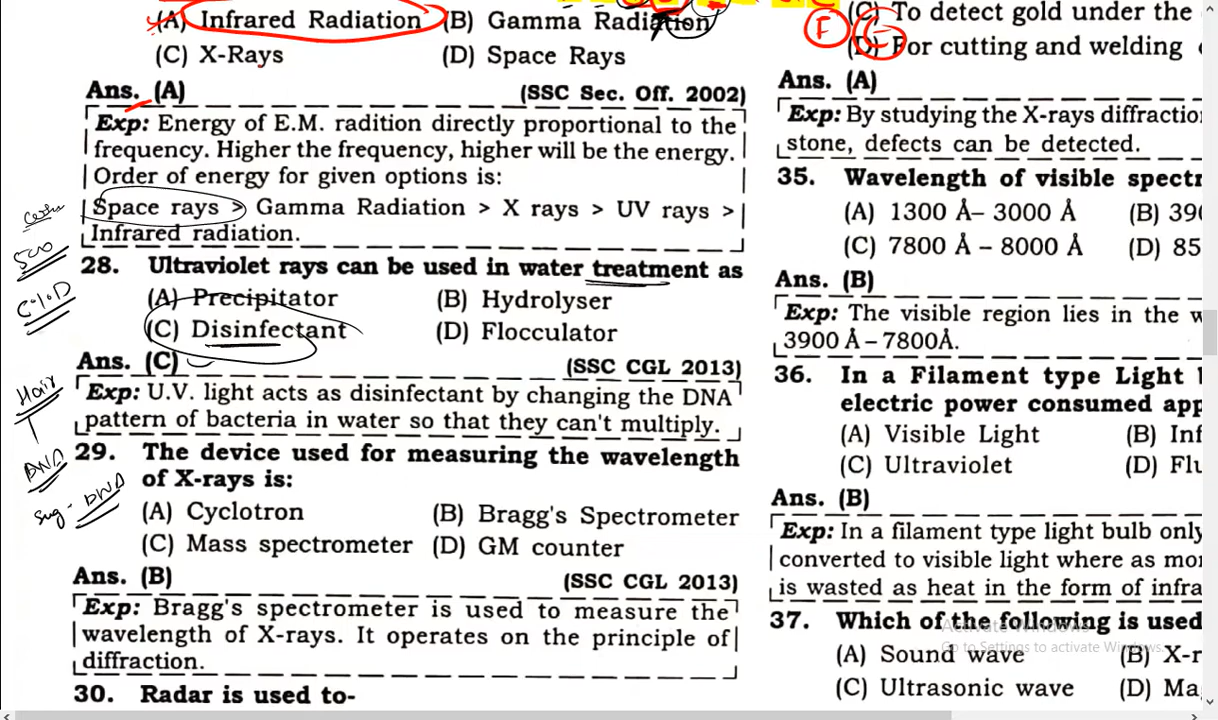 (A) Infrared Radiation (B) Gamma Radiation
(C) X-Rays (D) Space Rays
Ans. (A) (SSC Sec. Off. 2002)
Exp: Energy of E.M. radition directly proportional to the
frequency. Higher the frequency, higher will be the energy.
Order of energy for given options is:
Space rays > Gamma Radiation > X rays > UV rays >
Infrared radiation.
28. Ultraviolet rays can be used in water treatment as
(A) Precipitator (B) Hydrolyser
(C) Disinfectant (D) Flocculator
Ans. (C) (SSC CGL 2013)
Exp: U.V. light acts as disinfectant by changing the DNA
pattern of bacteria in water so that they can't multiply.
29. The device used for measuring the wavelength
of X-rays is:
(A) Cyclotron (B) Bragg's Spectrometer
(C) Mass spectrometer (D) GM counter
Ans. (B) (SSC CGL 2013)
Exp: Bragg's spectrometer is used to measure the
wavelength of X-rays. It operates on the principle of
diffraction.
30. Radar is used to-
DNA
DNA
(C) To detect gold under the
F
(D) For cutting and welding
Ans. (A)
Exp: By studying the X-rays diffractio
stone, defects can be detected.
35. Wavelength of visible spectr
(A) 1300 Å– 3000 Å (B) 390
(C) 7800 Å – 8000 Å (D) 85
Ans. (B)
Exp: The visible region lies in the w
3900 Å – 7800Å.
36. In a Filament type Light
electric power consumed app
(A) Visible Light (B) Inf
(C) Ultraviolet (D) Flu
Ans. (B)
Exp: In a filament type light bulb only
converted to visible light where as mo
is wasted as heat in the form of infra
37. Which of the following is used
Activate Windows
Go to Settings to activate Windows.
(A) Sound wave (B) X-r
(C) Ultrasonic wave (D) Ma